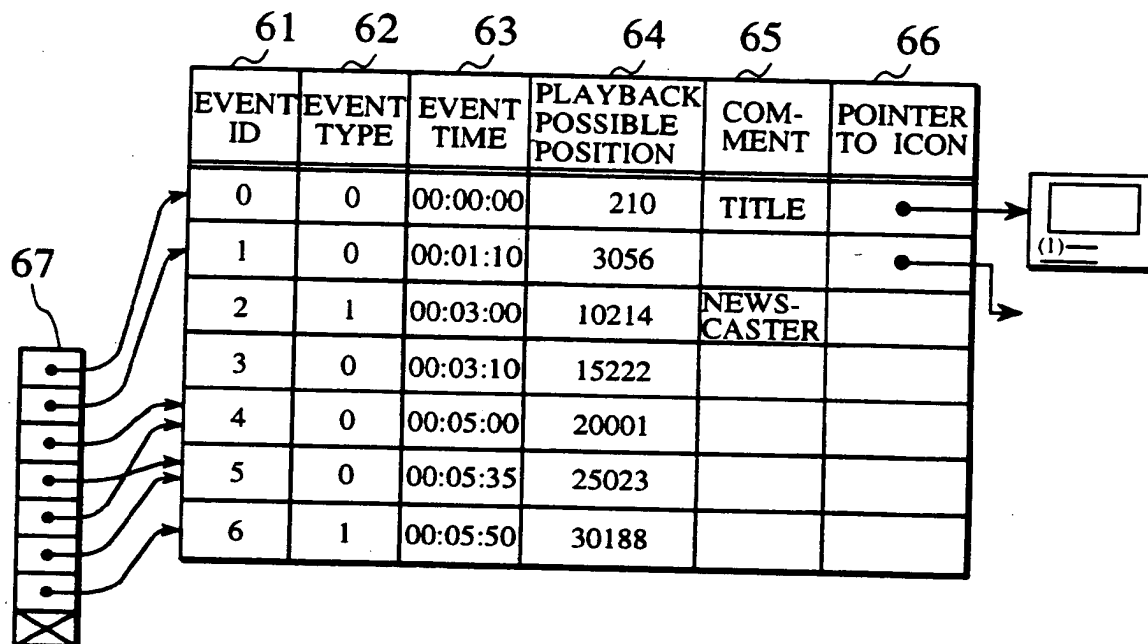 61 62 63 64 65 66
EVENT ID EVENT TYPE EVENT TIME PLAYBACK POSSIBLE POSITION COM-MENT POINTER TO ICON
0 0 00:00:00 210 TITLE
(1)
1 0 00:01:10 3056
67
2 1 00:03:00 10214 NEWS-CASTER
3 0 00:03:10 15222
4 0 00:05:00 20001
5 0 00:05:35 25023
6 1 00:05:50 30188